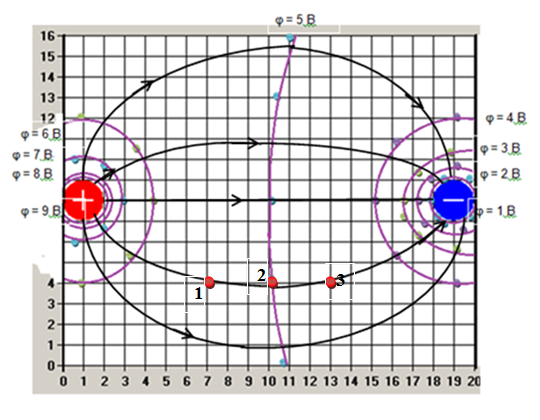 φ = 5 В
16
15
14
13
12
φ = 4 В
φ = 6 В
φ = 3 В
φ = 7 В
φ = 8 В
φ = 2 В
+
−
φ = 9 В
φ = 1 В
4
1
2
3
3
2
1
0
0 1 2 3 4 5 6 7 8 9 10 11 12 13 14 15 16 17 18 19 20